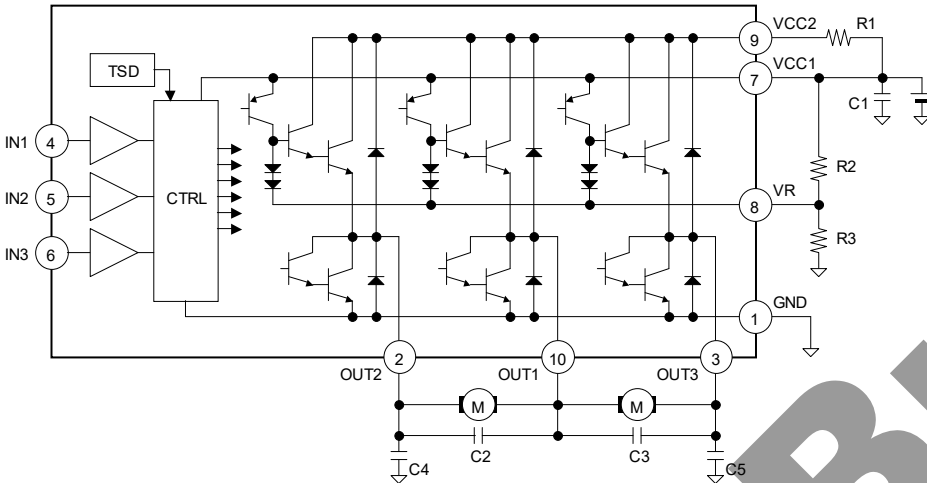 VCC2
R1
9
TSD
VCC1
7
C1
IN1
4
IN2
5
CTRL
R2
VR
8
IN3
6
R3
GND
1
2
10
3
OUT2
OUT1
OUT3
M
M
C4
C2
C3
C5